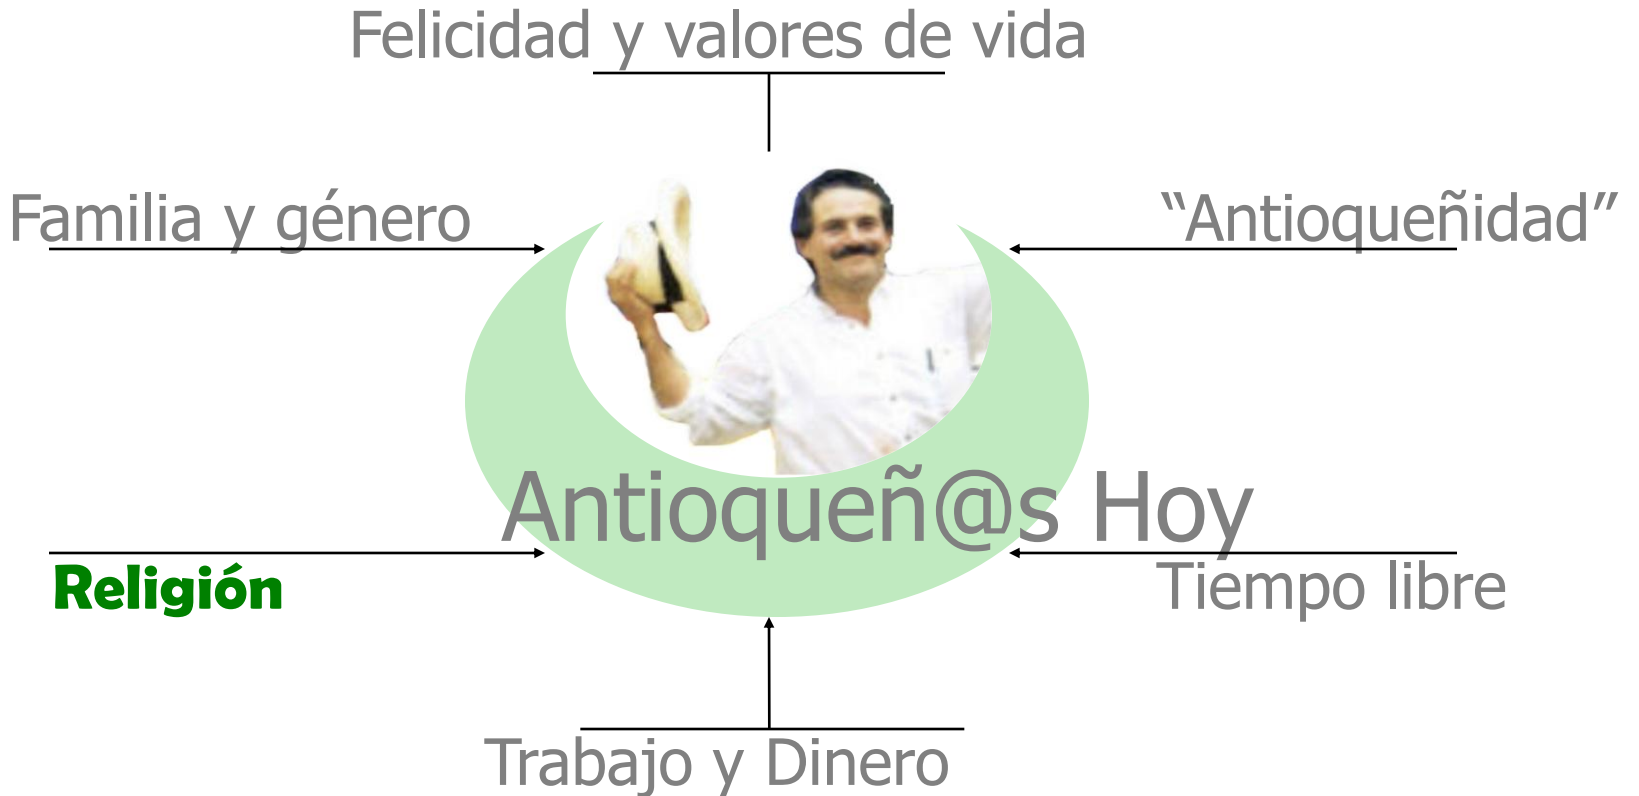 Felicidad y valores de vida
Familia y género
“Antioqueñidad”
Antioqueñ@s Hoy
Religión
Tiempo libre
Trabajo y Dinero